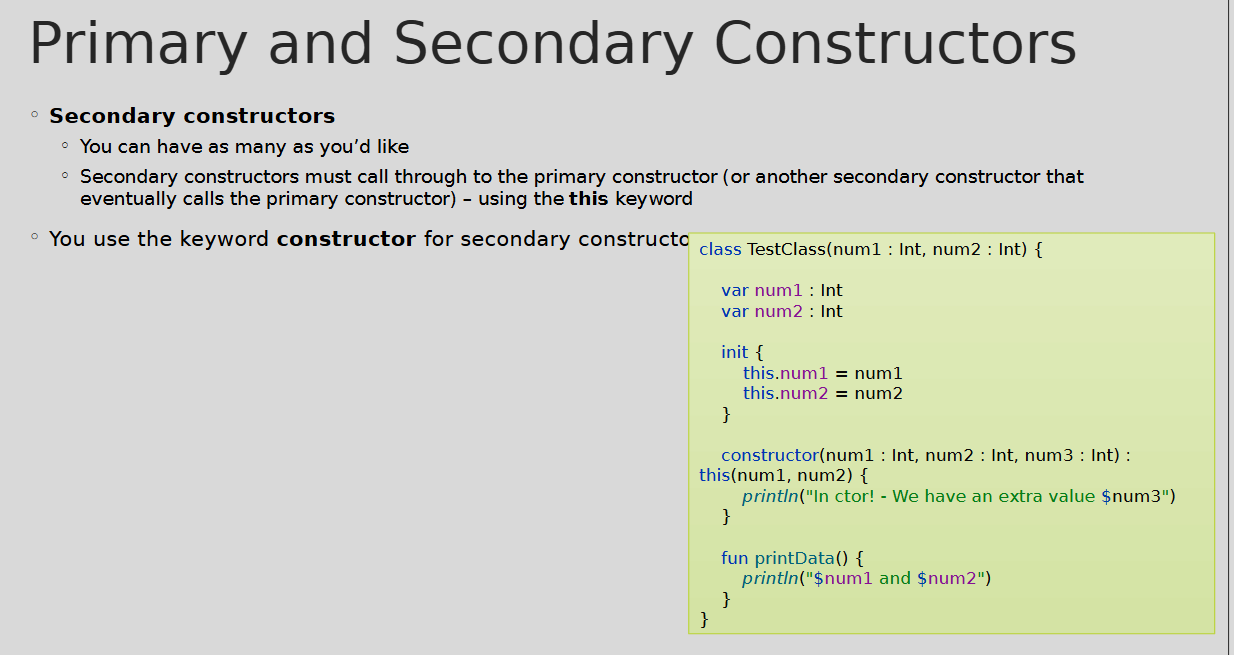 Primary and Secondary Constructors
◦ Secondary constructors
◦ You can have as many as you’d like
◦ Secondary constructors must call through to the primary constructor (or another secondary constructor that
eventually calls the primary constructor) – using the this keyword
◦ You use the keyword constructor for secondary constructo
class TestClass(num1 : Int, num2 : Int) {
var num1 : Int
var num2 : Int
init {
this.num1 = num1
this.num2 = num2
}
constructor(num1 : Int, num2 : Int, num3 : Int) :
this(num1, num2) {
println("In ctor! - We have an extra value $num3")
}
fun printData() {
println("$num1 and $num2")
}
}